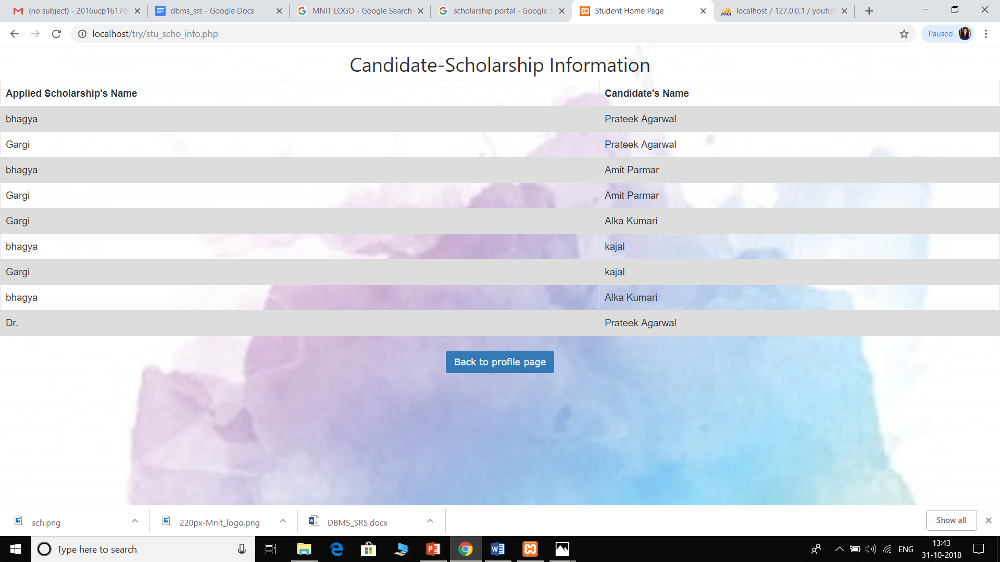 (no subject) - 2016ucp1617@
dbms_srs - Google Docs
MNIT LOGO - Google Search
scholarship portal - Google S
Student Home Page
PMA localhost / 127.0.0.1 / youtub
localhost/try/stu_scho_info.php
Paused
Candidate-Scholarship Information
Applied Scholarship's Name Candidate's Name
bhagya Prateek Agarwal
Gargi Prateek Agarwal
bhagya Amit Parmar
Gargi Amit Parmar
Gargi Alka Kumari
bhagya kajal
Gargi kajal
bhagya Alka Kumari
Dr. Prateek Agarwal
Back to profile page
sch.png
220px-Mnit_logo.png
DBMS_SRS.docx
Show all
Type here to search
ENG
13:43
31-10-2018